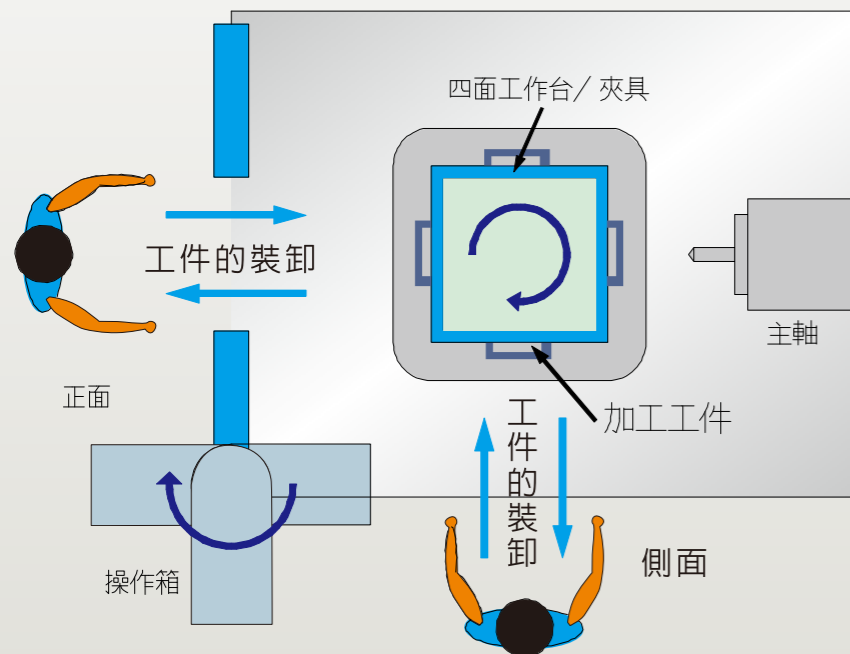 四面工作台/ 夾具
工件的裝卸
主軸
正面
加工工件
工件的裝卸
側面
操作箱